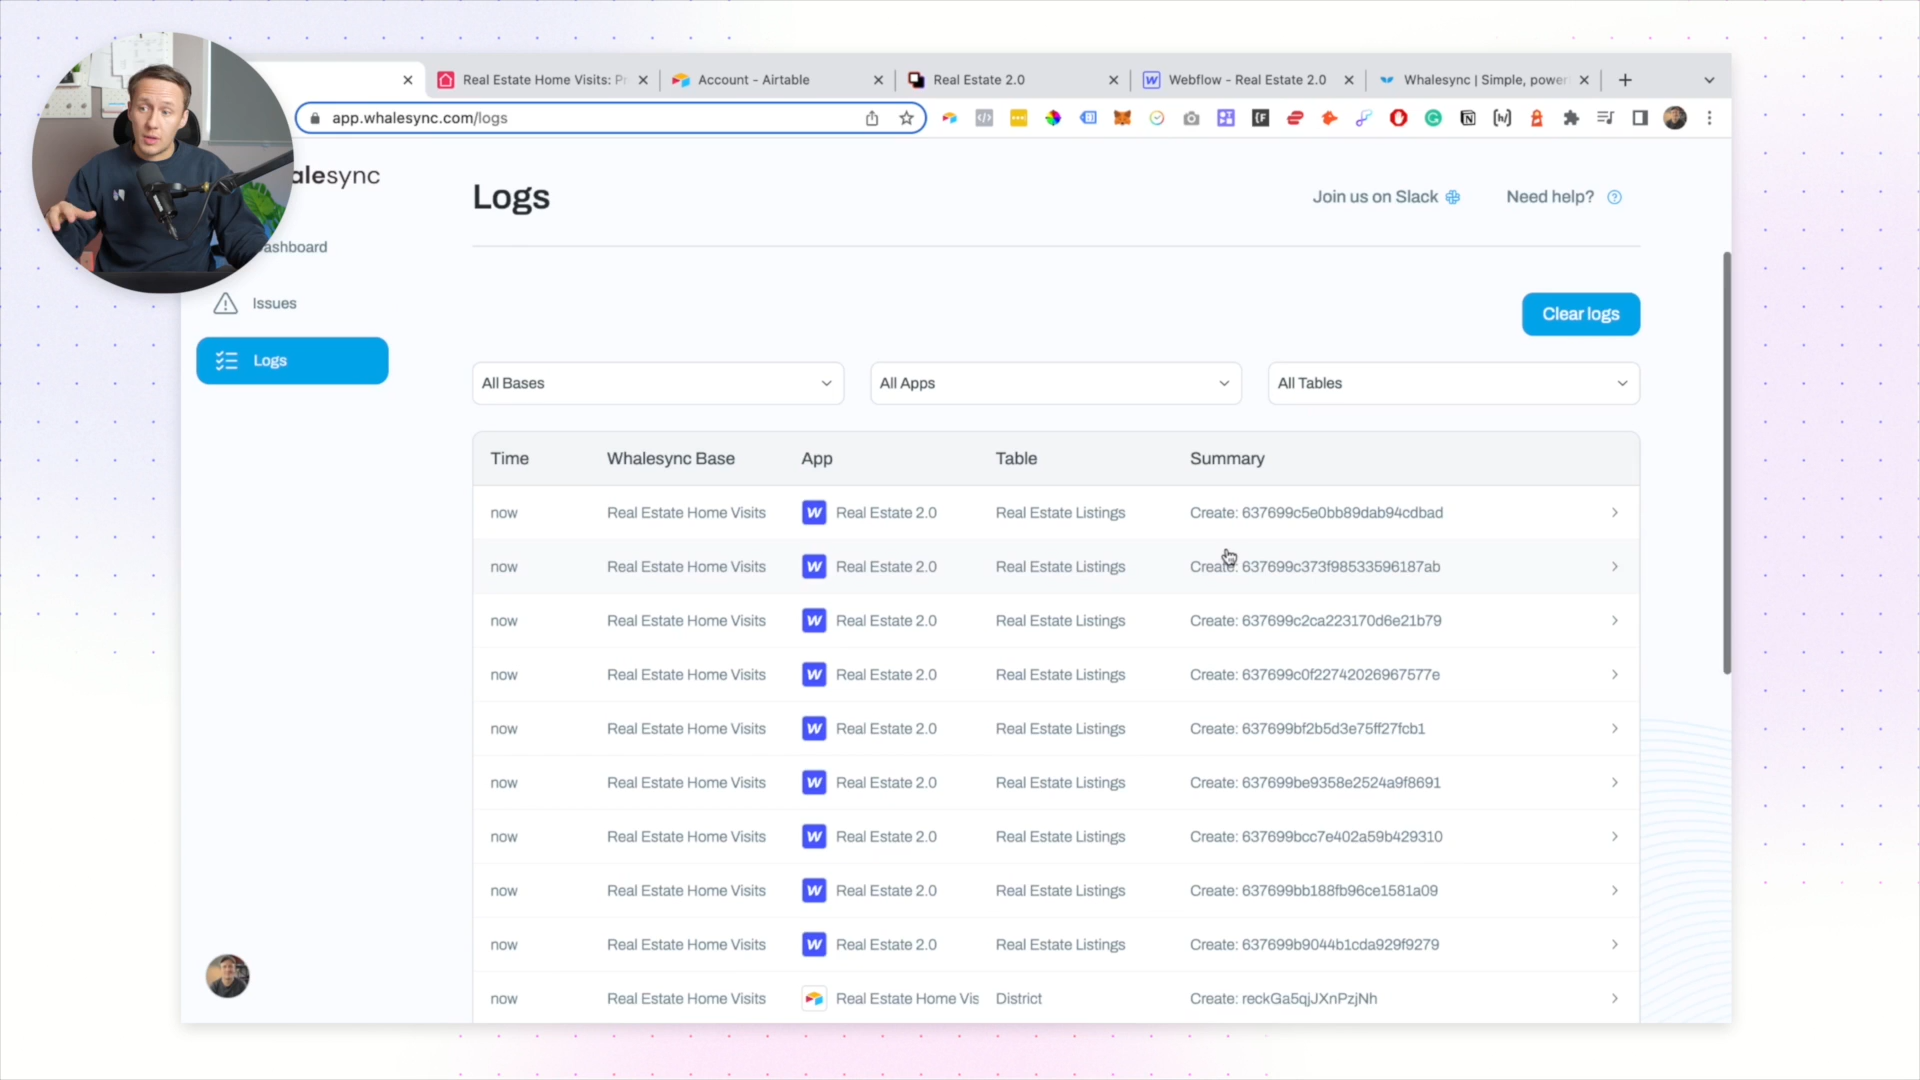 Real Estate Home Visits: Pr
Account - Airtable
Real Estate 2.0
Webflow - Real Estate 2.0
Whalesync | Simple, power
app.whalesync.com/logs
alesync
Logs
Join us on Slack
Need help?
ashboard
Issues
Logs
Clear logs
All Bases
All Apps
All Tables
Time Whalesync Base App Table Summary
now Real Estate Home Visits Real Estate 2.0 Real Estate Listings Create: 637699c5e0bb89dab94cdbad
now Real Estate Home Visits Real Estate 2.0 Real Estate Listings Create: 637699c373f98533596187ab
now Real Estate Home Visits Real Estate 2.0 Real Estate Listings Create: 637699c2ca223170d6e21b79
now Real Estate Home Visits Real Estate 2.0 Real Estate Listings Create: 637699c0f22742026967577e
now Real Estate Home Visits Real Estate 2.0 Real Estate Listings Create: 637699bf2b5d3e75ff27fcb1
now Real Estate Home Visits Real Estate 2.0 Real Estate Listings Create: 637699be9358e2524a9f8691
now Real Estate Home Visits Real Estate 2.0 Real Estate Listings Create: 637699bcc7e402a59b429310
now Real Estate Home Visits Real Estate 2.0 Real Estate Listings Create: 637699bb188fb96ce1581a09
now Real Estate Home Visits Real Estate 2.0 Real Estate Listings Create: 637699b9044b1cda929f9279
now Real Estate Home Visits Real Estate Home Vis District Create: reckGa5qjJXnPzjNh